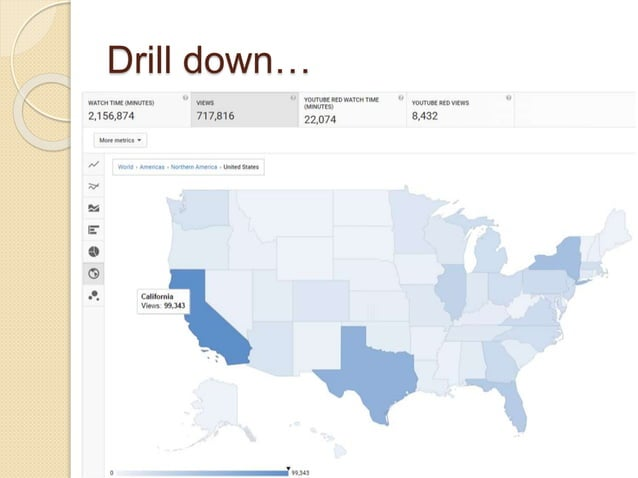 Drill down…
WATCH TIME (MINUTES)
2,156,874
VIEWS
717,816
YOUTUBE RED WATCH TIME
(MINUTES)
22,074
YOUTUBE RED VIEWS
8,432
More metrics
World › Americas › Northern America › United States
California
Views: 99,343
0
99,343